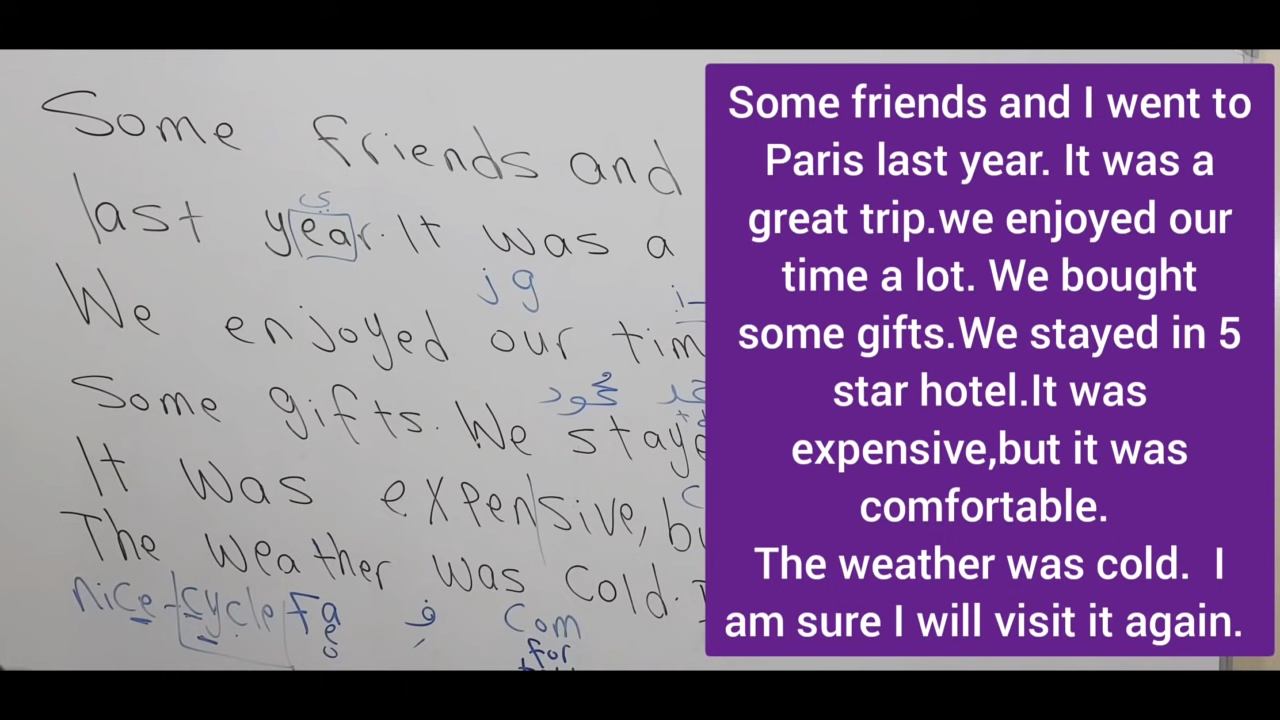 Some friends and
last year. It was a
ي
We enjoyed our tim
j g
Some gifts. We staye
محمود
It was expensive, bu
The weather was cold.
nice cycle Fa
e
o
فِ
Com
for
Some friends and I went to
Paris last year. It was a
great trip.we enjoyed our
time a lot. We bought
some gifts.We stayed in 5
star hotel.It was
expensive,but it was
comfortable.
The weather was cold. I
am sure I will visit it again.